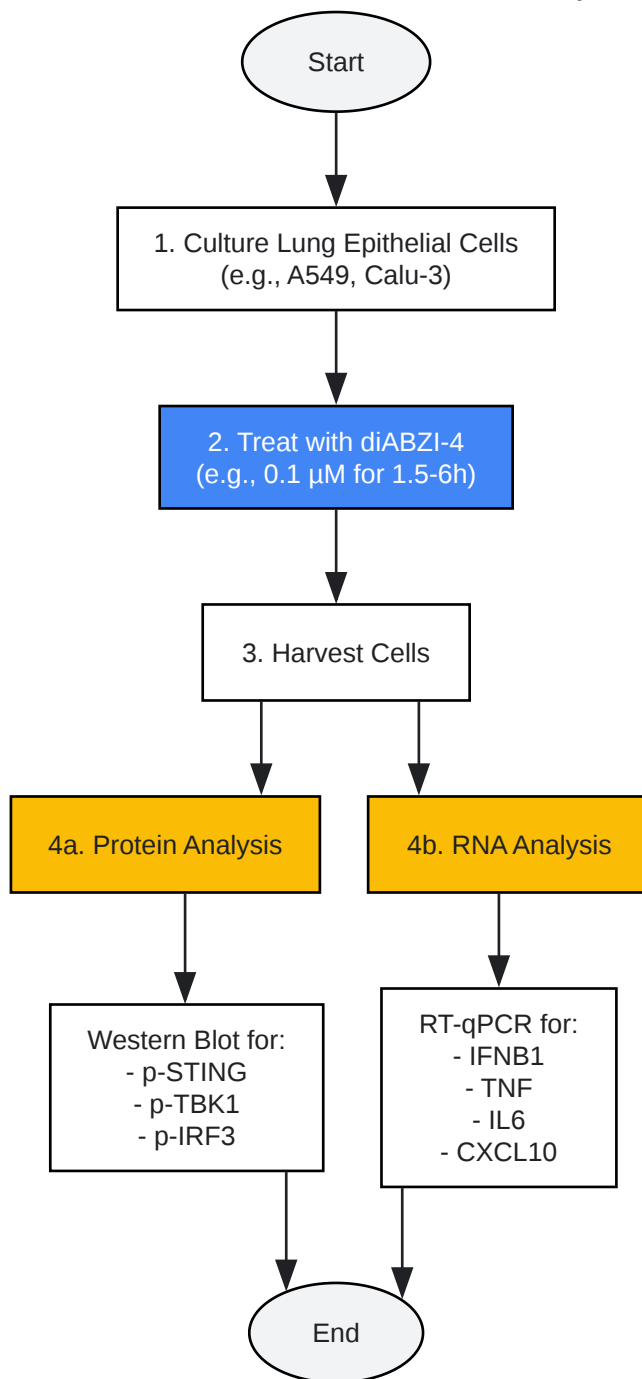 Start
1. Culture Lung Epithelial Cells
(e.g., A549, Calu-3)
2. Treat with diABZI-4
(e.g., 0.1 µM for 1.5-6h)
3. Harvest Cells
4a. Protein Analysis
4b. RNA Analysis
Western Blot for:
- p-STING
- p-TBK1
- p-IRF3
RT-qPCR for:
- IFNB1
- TNF
- IL6
- CXCL10
End